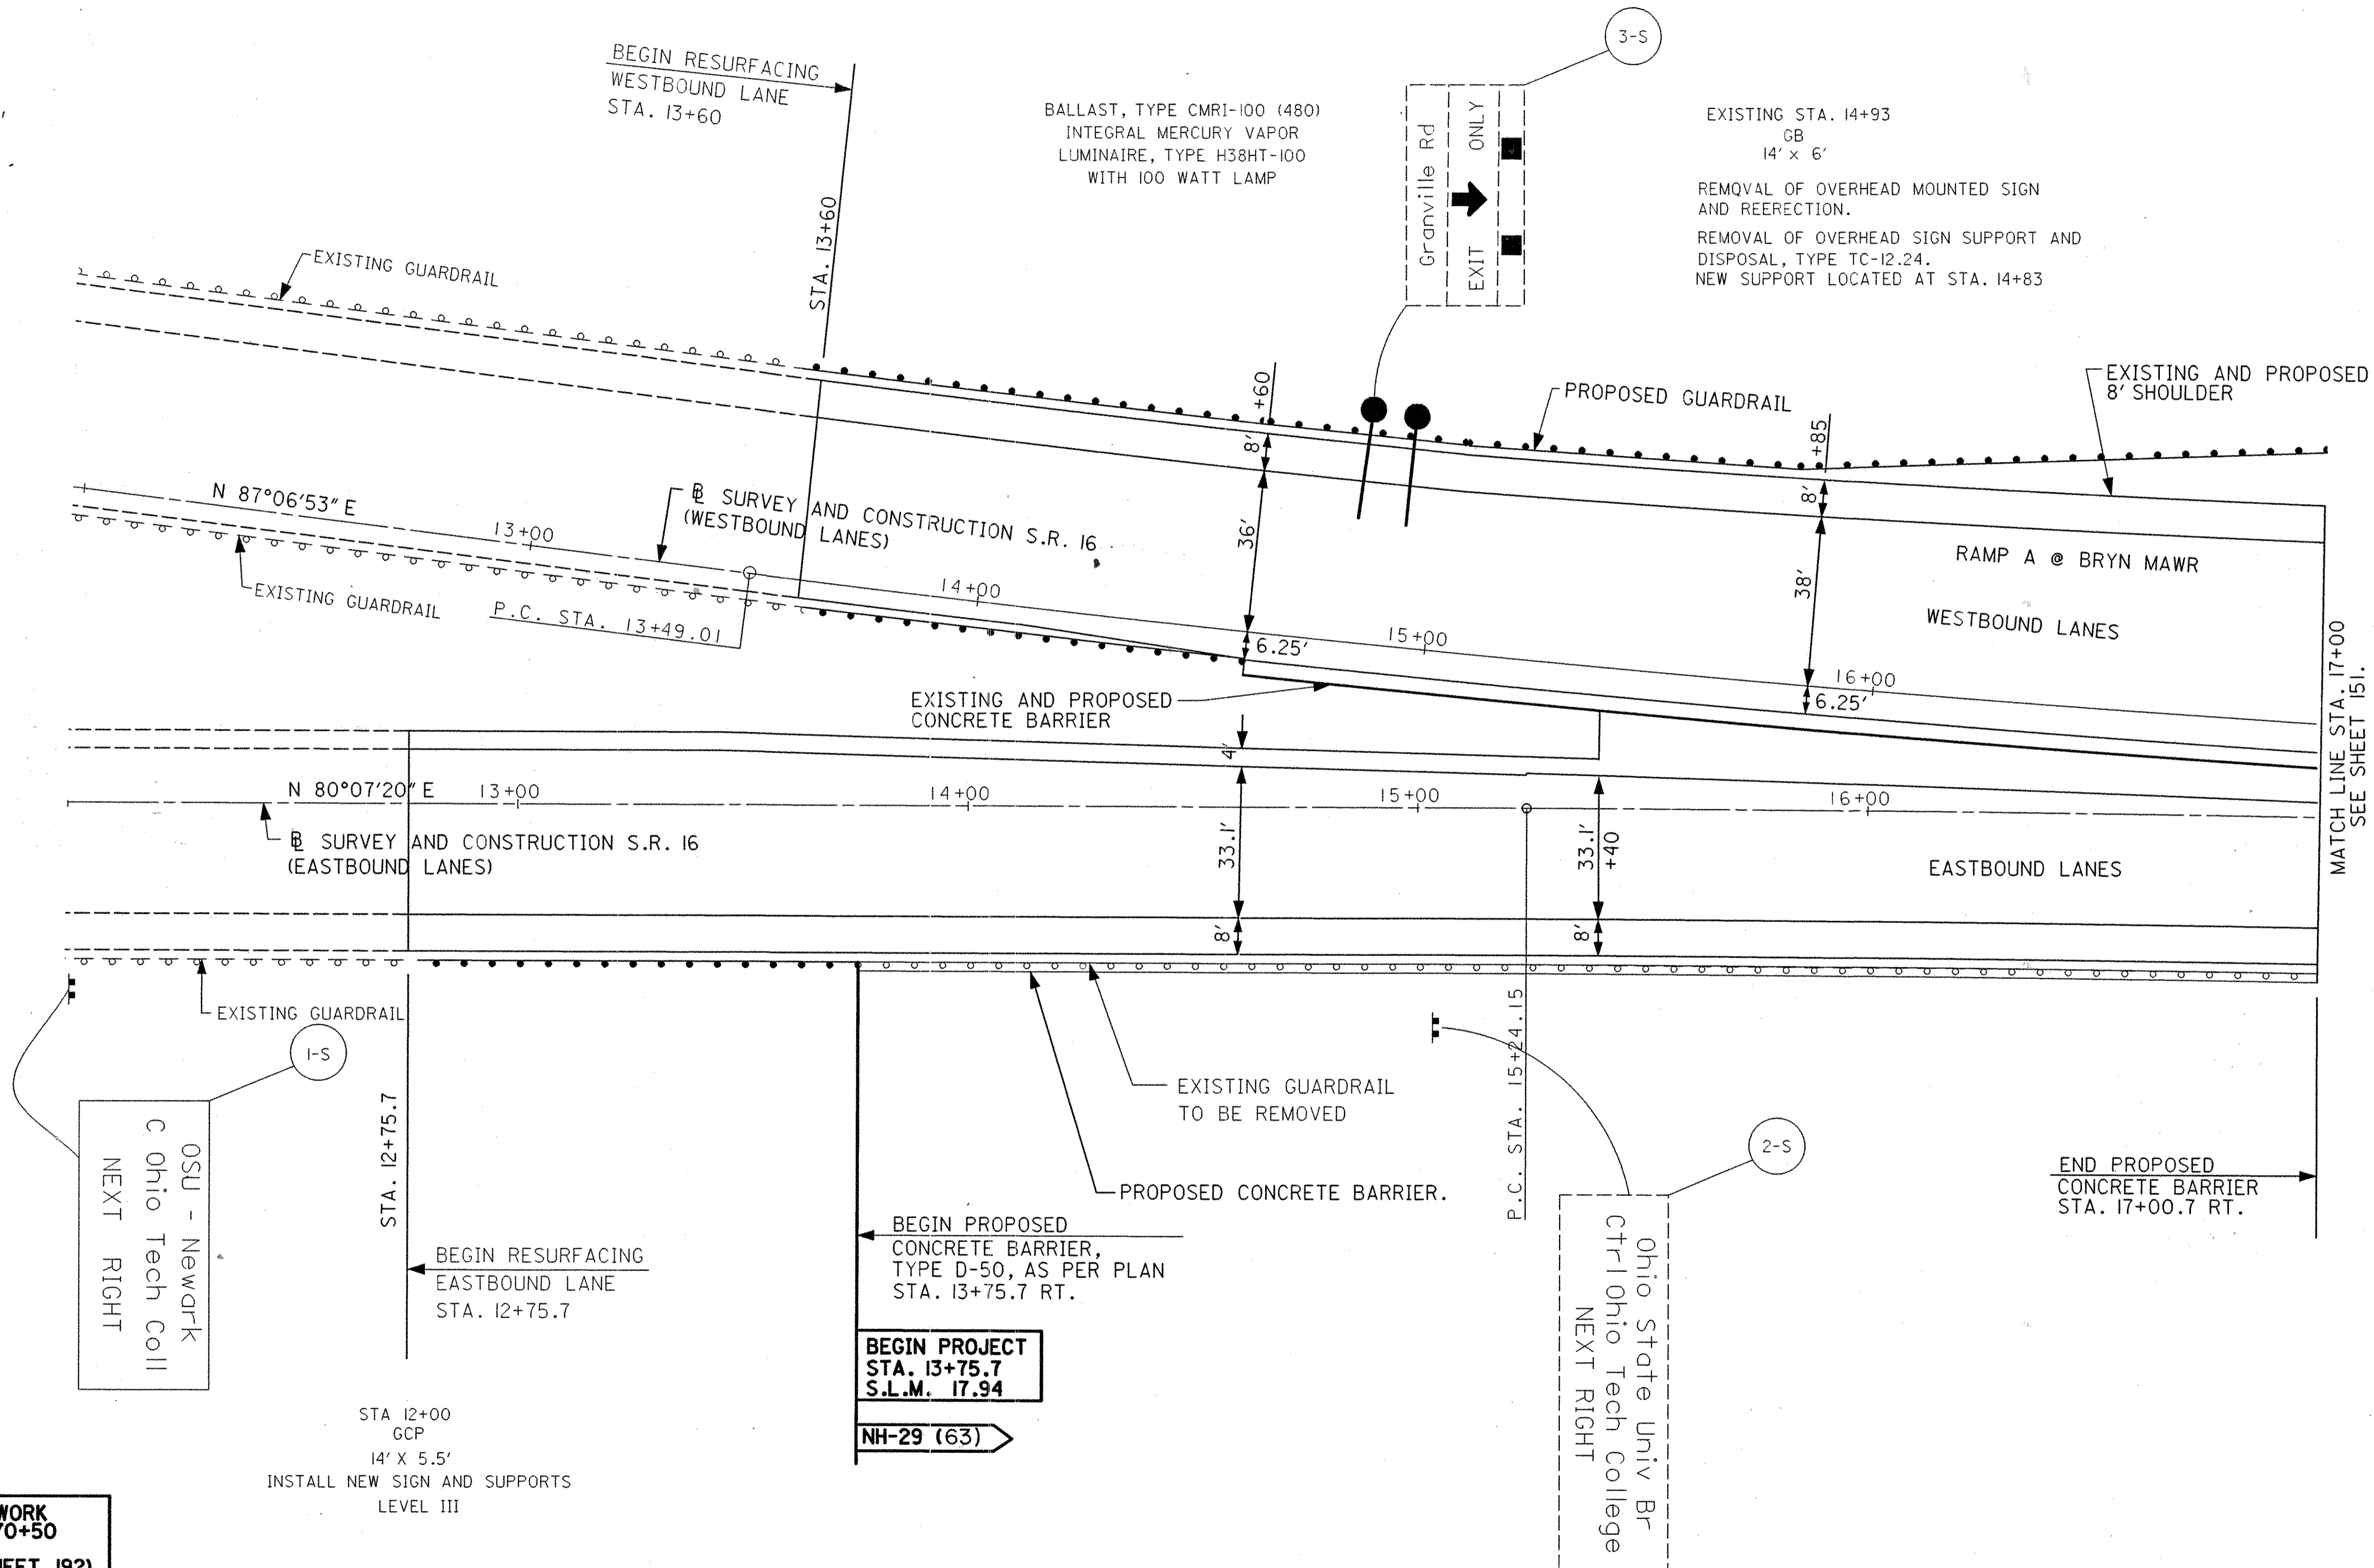 BEGIN RESURFACING
WESTBOUND LANE
STA. 13+60
STA. 13+60
BALLAST, TYPE CMRI-100 (480)
INTEGRAL MERCURY VAPOR
LUMINAIRE, TYPE H38HT-100
WITH 100 WATT LAMP
3-S
Granville Rd
EXIT ONLY
EXISTING STA. 14+93
GB
14' x 6'
REMOVAL OF OVERHEAD MOUNTED SIGN
AND REERECTION.
REMOVAL OF OVERHEAD SIGN SUPPORT AND
DISPOSAL, TYPE TC-12.24.
NEW SUPPORT LOCATED AT STA. 14+83
EXISTING GUARDRAIL
+60
8'
36'
6.25'
PROPOSED GUARDRAIL
+85
8'
38'
6.25'
EXISTING AND PROPOSED
8' SHOULDER
N 87°06'53" E
13+00
BL SURVEY AND CONSTRUCTION S.R. 16
(WESTBOUND LANES)
14+00
15+00
16+00
RAMP A @ BRYN MAWR
WESTBOUND LANES
EXISTING GUARDRAIL
P.C. STA. 13+49.01
EXISTING AND PROPOSED
CONCRETE BARRIER
MATCH LINE STA. 17+00
SEE SHEET 151.
N 80°07'20" E
13+00
14+00
15+00
16+00
BL SURVEY AND CONSTRUCTION S.R. 16
(EASTBOUND LANES)
4'
33.1'
8'
33.1'
+40
8'
EASTBOUND LANES
EXISTING GUARDRAIL
1-S
OSU - Newark
C Ohio Tech Coll
NEXT RIGHT
STA. 12+75.7
BEGIN RESURFACING
EASTBOUND LANE
STA. 12+75.7
EXISTING GUARDRAIL
TO BE REMOVED
PROPOSED CONCRETE BARRIER.
BEGIN PROPOSED
CONCRETE BARRIER,
TYPE D-50, AS PER PLAN
STA. 13+75.7 RT.
BEGIN PROJECT
STA. 13+75.7
S.L.M. 17.94
NH-29 (63)
P.C. STA. 15+24.15
2-S
Ohio State Univ Br
Ctrl Ohio Tech College
NEXT RIGHT
END PROPOSED
CONCRETE BARRIER
STA. 17+00.7 RT.
STA 12+00
GCP
14' X 5.5'
INSTALL NEW SIGN AND SUPPORTS
LEVEL III
WORK
70+50
192)